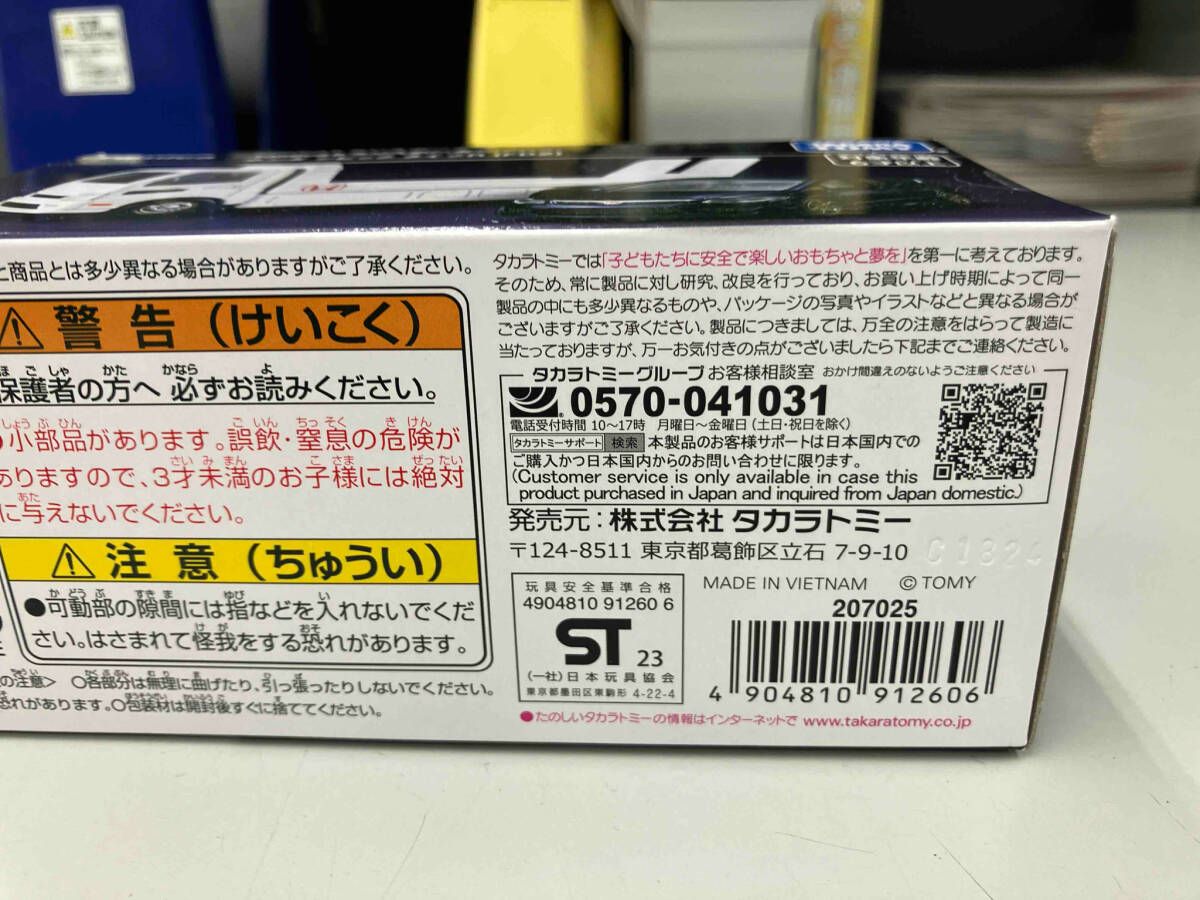 と商品とは多少異なる場合がありますがご了承ください。
警告（けいこく）
保護者の方へ 必ずお読みください。
小部品があります。誤飲・窒息の危険が
ありますので、3才未満のお子様には絶対
に与えないでください。
注意（ちゅうい）
●可動部の隙間には指などを入れないでくだ
さい。はさまれて怪我をする恐れがあります。
の注意> ○各部分は無理に曲げたり、引っ張ったりしないでください。
恐れがあります。○包装材は開封後すぐに捨ててください。
タカラトミーでは「子どもたちに安全で楽しいおもちゃと夢を」を第一に考えております。
そのため、常に製品に対し研究、改良を行っており、お買い上げ時期によって同一
製品の中にも多少異なるものや、パッケージの写真やイラストなどと異なる場合が
ございますがご了承ください。製品につきましては、万全の注意をはらって製造に
当たっておりますが、万一お気付きの点がございましたら下記までご連絡ください。
タカラトミーグループ お客様相談室 おかけ間違えのないようご注意ください
0570-041031
電話受付時間 10〜17時 月曜日〜金曜日（土日・祝日を除く）
タカラトミーサポート 検索 本製品のお客様サポートは日本国内での
ご購入かつ日本国内からのお問い合わせに限ります。
(Customer service is only available in case this
product purchased in Japan and inquired from Japan domestic.)
発売元：株式会社 タカラトミー
〒124-8511 東京都葛飾区立石 7-9-10
C1324
玩具安全基準合格
4904810 91260 6
ST 23
(一社)日本玩具協会
東京都墨田区東駒形 4-22-4
MADE IN VIETNAM © TOMY
207025
4 904810 912606
●たのしいタカラトミーの情報はインターネットで www.takaratomy.co.jp